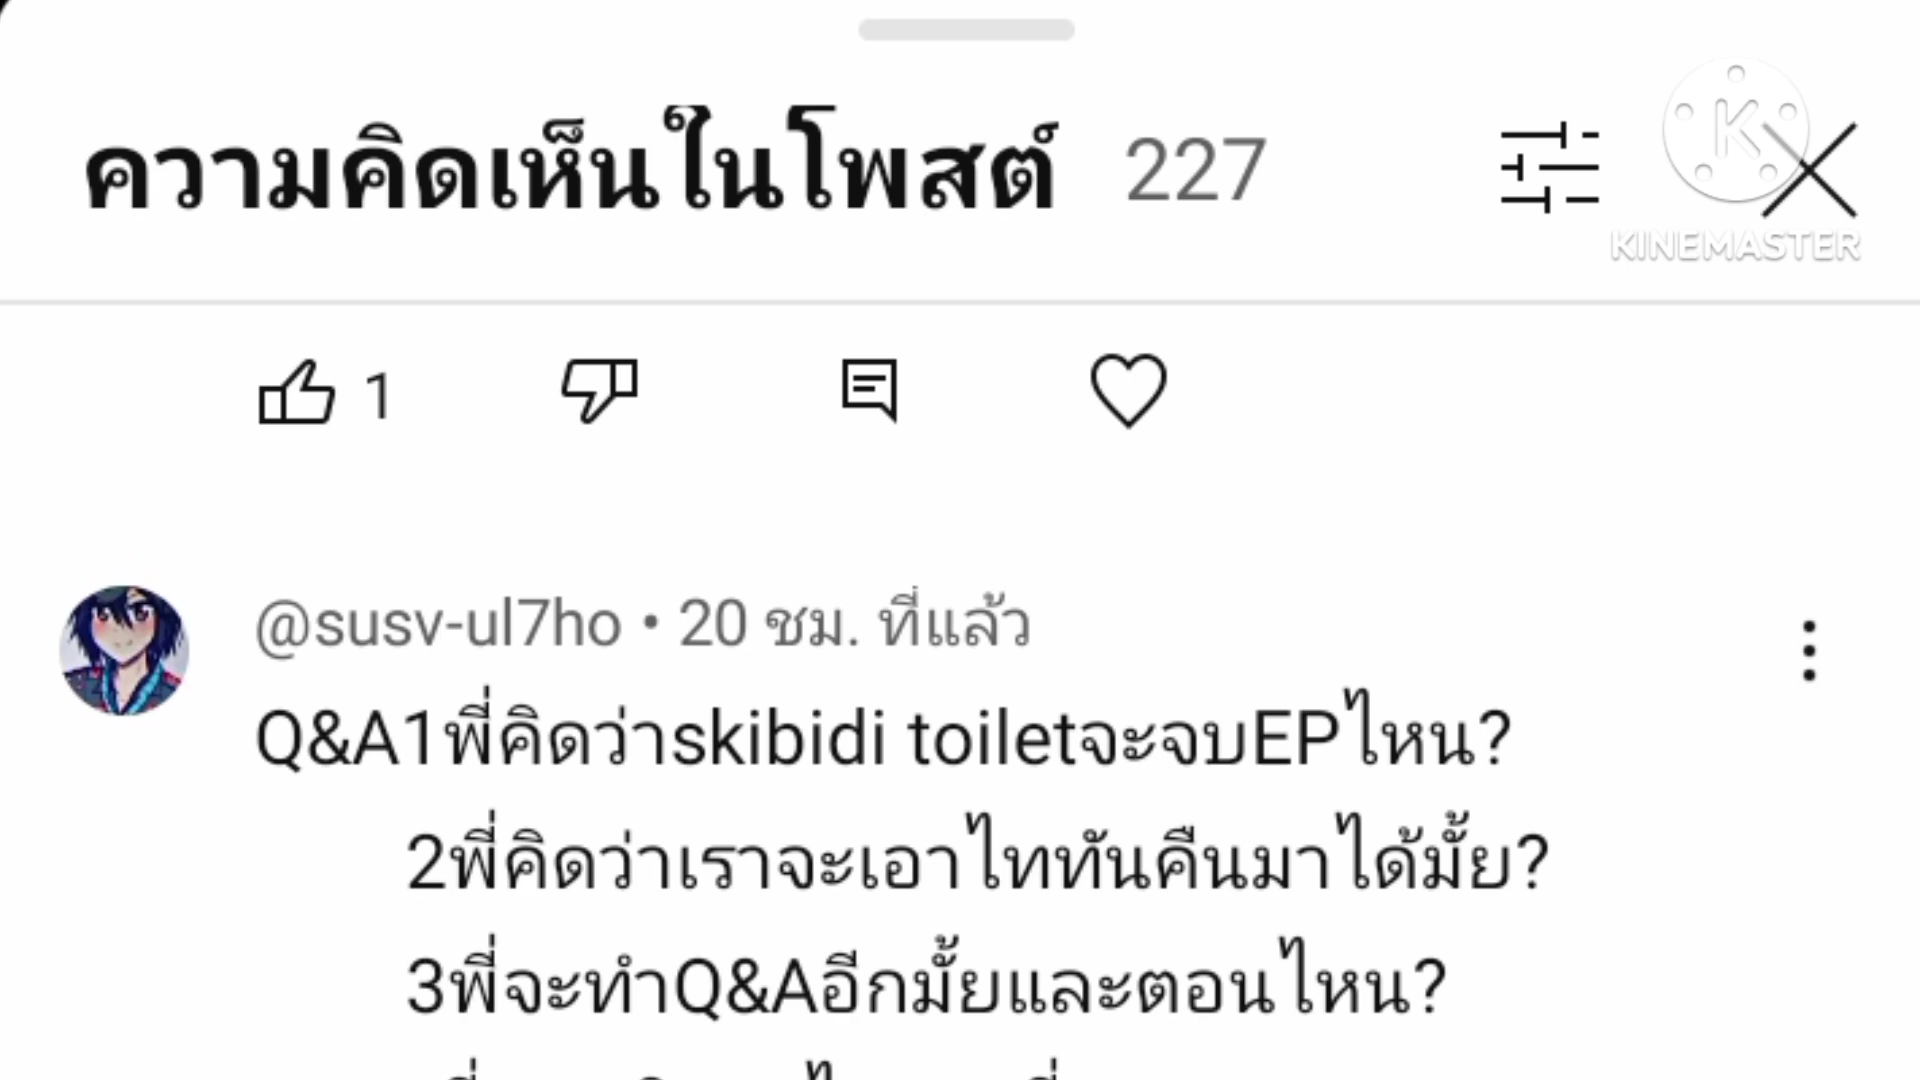 ความคิดเห็นในโพสต์ 227
KINEMASTER
1
@susv-ul7ho • 20 ชม. ที่แล้ว
Q&A1พี่คิดว่าskibidi toiletจะจบEPไหน?
2พี่คิดว่าเราจะเอาไททันคืนมาได้มั้ย?
3พี่จะทำQ&Aอีกมั้ยและตอนไหน?